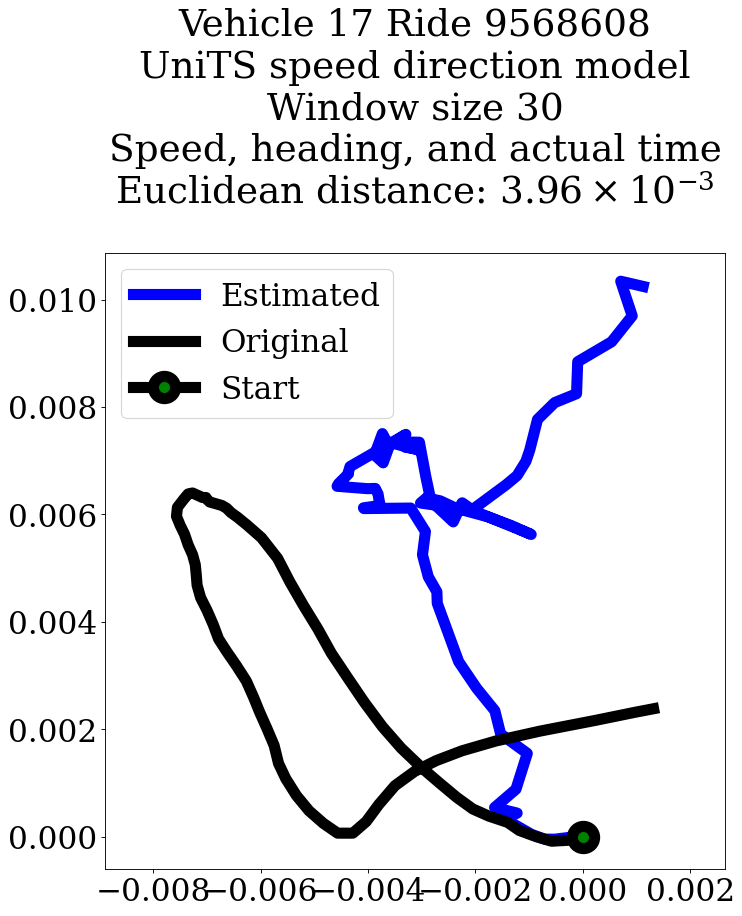 Vehicle 17 Ride 9568608
UniTS speed direction model
Window size 30
Speed, heading, and actual time
Euclidean distance: 3.96 × 10⁻³
Estimated
Original
Start
0.010
0.008
0.006
0.004
0.002
0.000
−0.008 −0.006 −0.004 −0.002 0.000 0.002